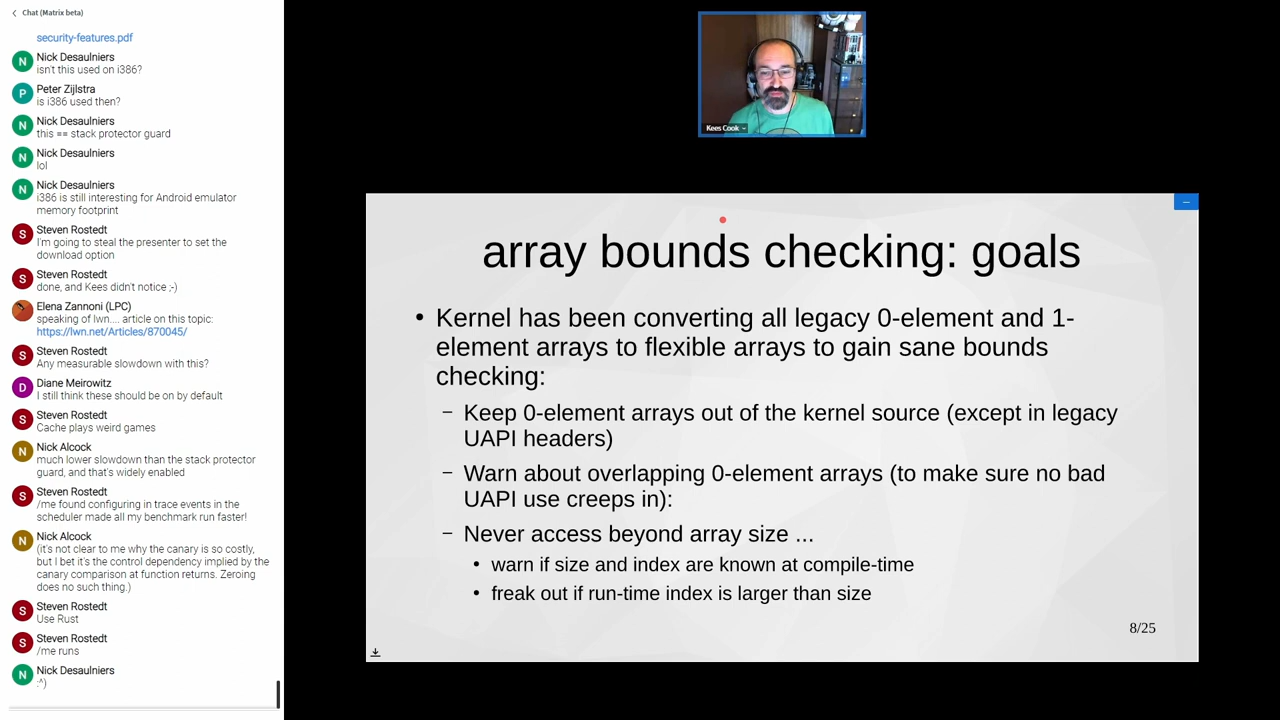 Chat (Matrix beta)
security-features.pdf
N
Nick Desaulniers
isn't this used on i386?
P
Peter Zijlstra
is i386 used then?
N
Nick Desaulniers
this == stack protector guard
N
Nick Desaulniers
lol
N
Nick Desaulniers
i386 is still interesting for Android emulator
memory footprint
S
Steven Rostedt
I'm going to steal the presenter to set the
download option
S
Steven Rostedt
done, and Kees didn't notice ;-)
Elena Zannoni (LPC)
speaking of lwn.... article on this topic:
https://lwn.net/Articles/870045/
S
Steven Rostedt
Any measurable slowdown with this?
D
Diane Meirowitz
I still think these should be on by default
S
Steven Rostedt
Cache plays weird games
N
Nick Alcock
much lower slowdown than the stack protector
guard, and that's widely enabled
S
Steven Rostedt
/me found configuring in trace events in the
scheduler made all my benchmark run faster!
N
Nick Alcock
(it's not clear to me why the canary is so costly,
but I bet it's the control dependency implied by the
canary comparison at function returns. Zeroing
does no such thing.)
S
Steven Rostedt
Use Rust
S
Steven Rostedt
/me runs
N
Nick Desaulniers
:^)
Kees Cook
array bounds checking: goals
• Kernel has been converting all legacy 0-element and 1-
element arrays to flexible arrays to gain sane bounds
checking:
– Keep 0-element arrays out of the kernel source (except in legacy
UAPI headers)
– Warn about overlapping 0-element arrays (to make sure no bad
UAPI use creeps in):
– Never access beyond array size ...
• warn if size and index are known at compile-time
• freak out if run-time index is larger than size
8/25